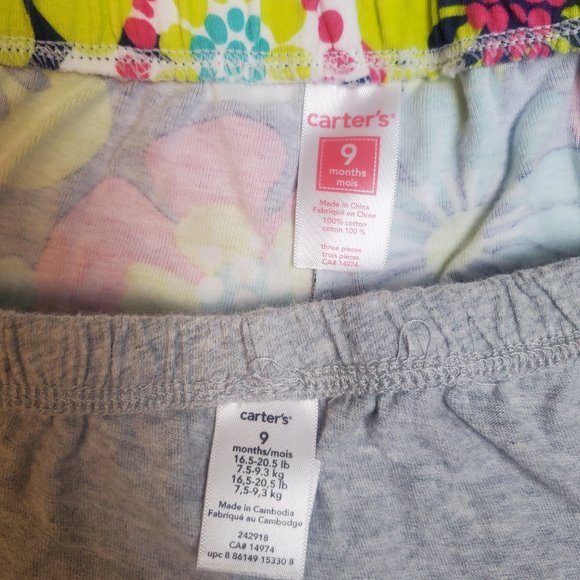 carter's®
9
months
mois
Made in China
Fabriqué en Chine
100% cotton
coton 100 %
three pieces
trois pièces
CA# 14974
carter's®
9
months/mois
16.5-20.5 lb
7.5-9.3 kg
16,5-20,5 lb
7,5-9,3 kg
Made in Cambodia
Fabriqué au Cambodge
242918
CA# 14974
upc 8 86149 15330 8